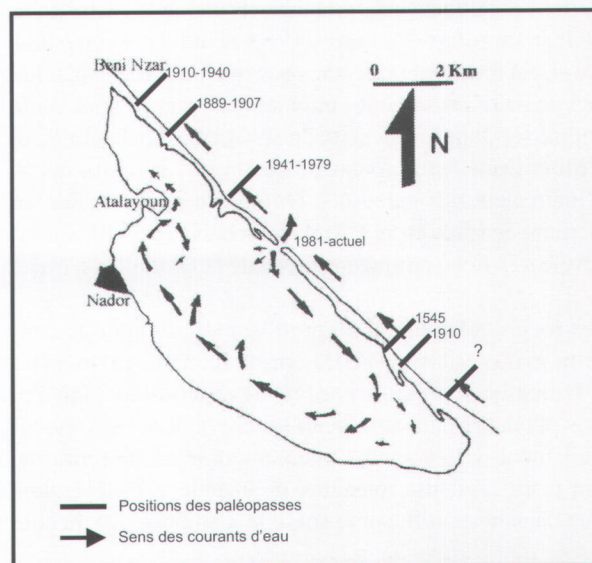 Beni Nzar
1910-1940
0 2 Km
1889-1907
N
1941-1979
Atalayoun
1981-actuel
Nador
1545
1910
?
Positions des paléopasses
Sens des courants d'eau